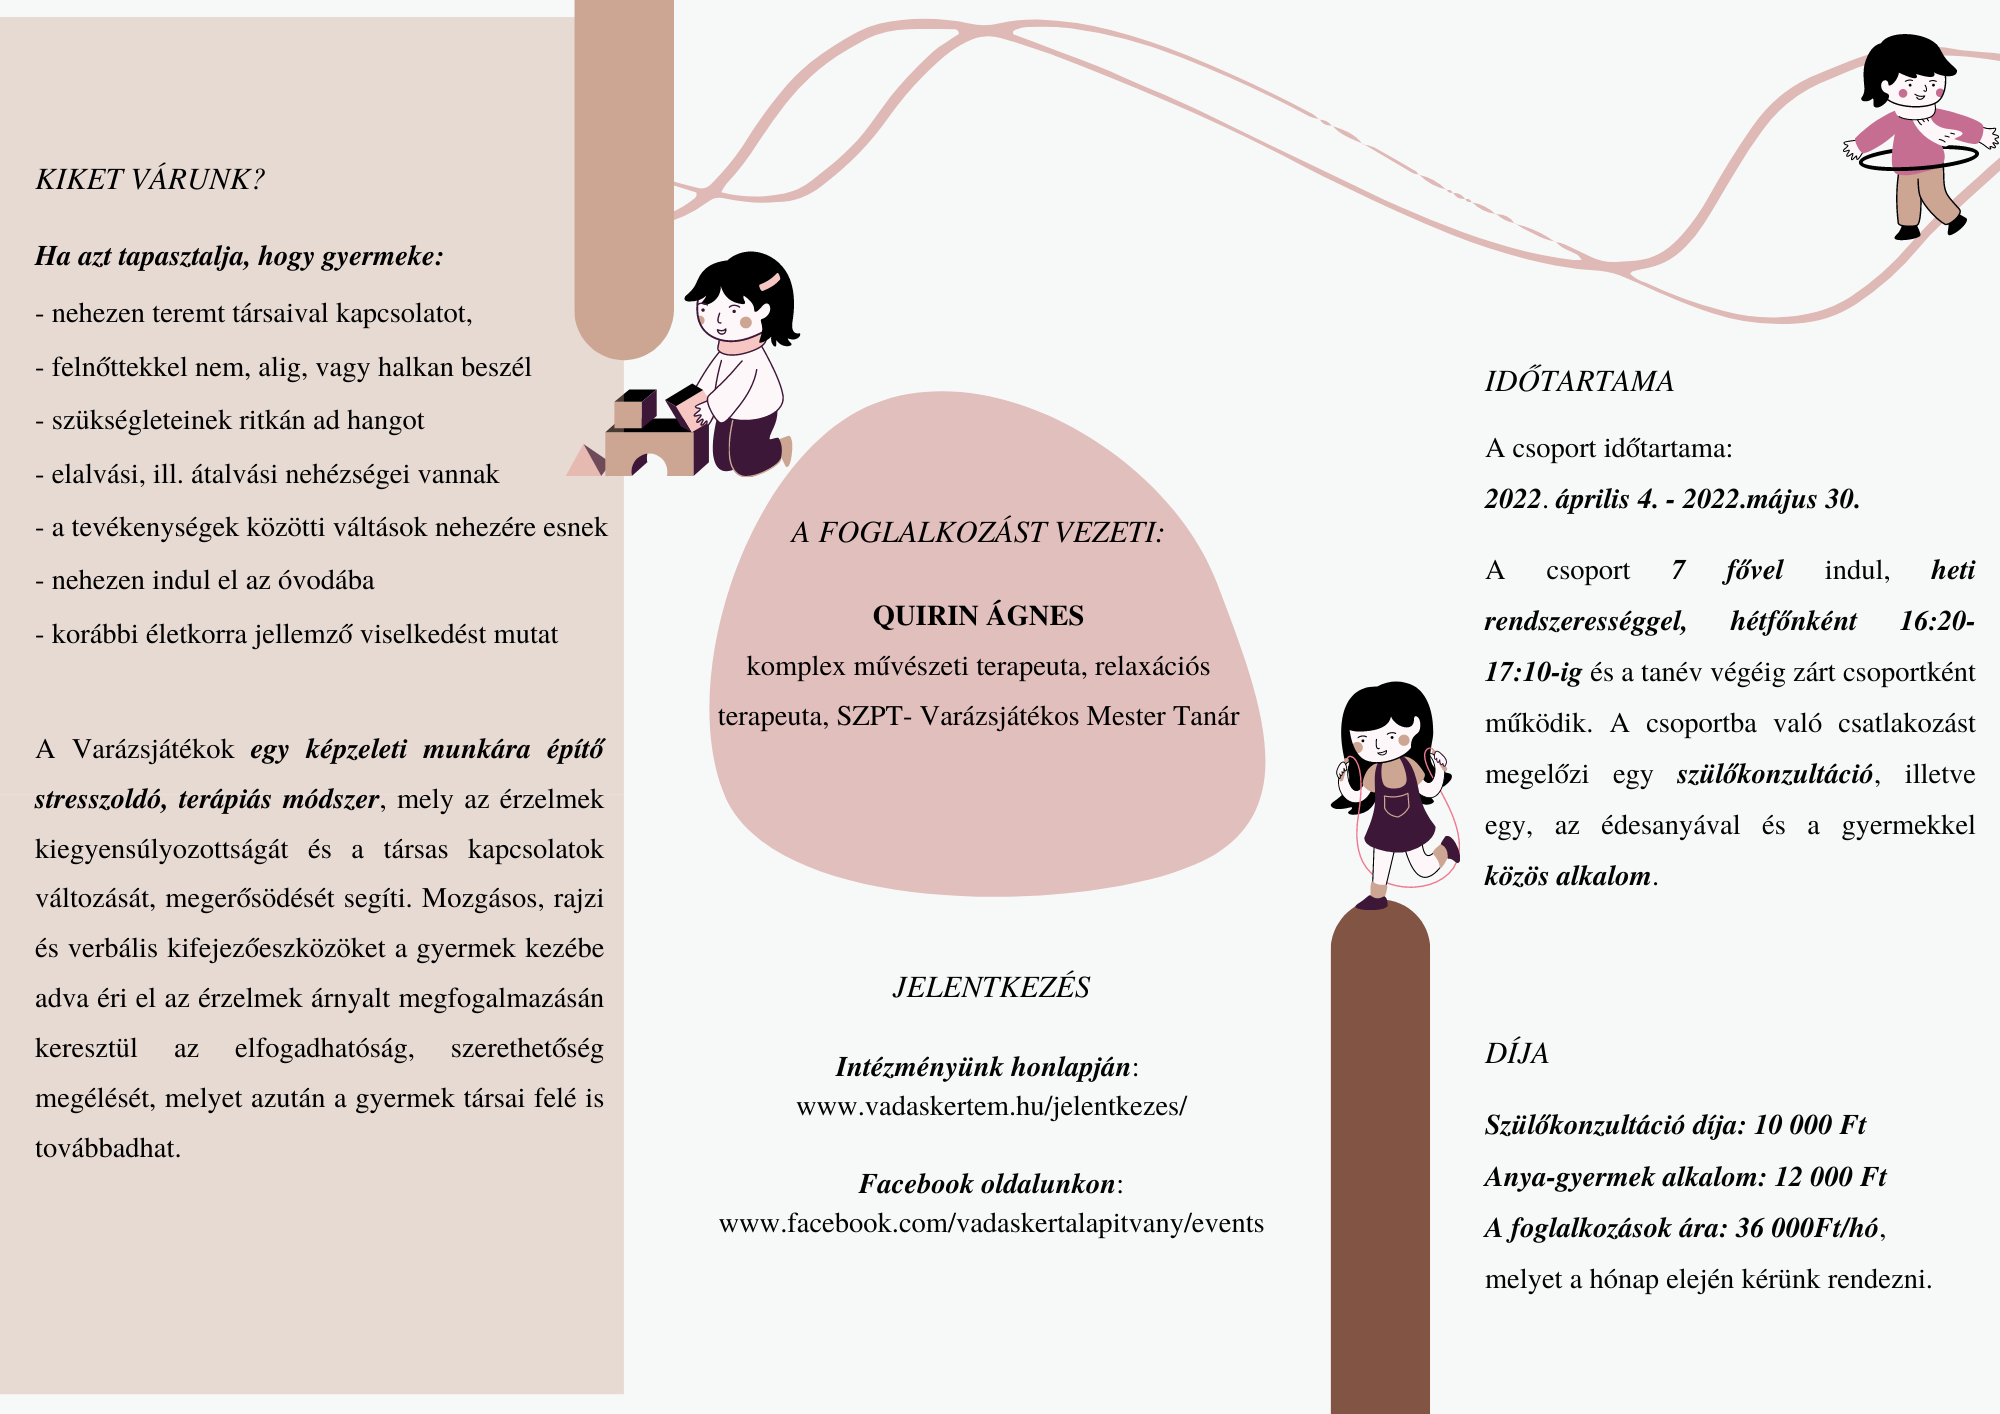 KIKET VÁRUNK?
Ha azt tapasztalja, hogy gyermeke:
- nehezen teremt társaival kapcsolatot,
- felnőttekkel nem, alig, vagy halkan beszél
- szükségleteinek ritkán ad hangot
- elalvási, ill. átalvási nehézségei vannak
- a tevékenységek közötti váltások nehezére esnek
- nehezen indul el az óvodába
- korábbi életkorra jellemző viselkedést mutat
A Varázsjátékok egy képzeleti munkára építő
stresszoldó, terápiás módszer, mely az érzelmek
kiegyensúlyozottságát és a társas kapcsolatok
változását, megerősödését segíti. Mozgásos, rajzi
és verbális kifejezőeszközöket a gyermek kezébe
adva éri el az érzelmek árnyalt megfogalmazásán
keresztül az elfogadhatóság, szerethetőség
megélését, melyet azután a gyermek társai felé is
továbbadhat.
A FOGLALKOZÁST VEZETI:
QUIRIN ÁGNES
komplex művészeti terapeuta, relaxációs
terapeuta, SZPT- Varázsjátékos Mester Tanár
JELENTKEZÉS
Intézményünk honlapján:
www.vadaskertem.hu/jelentkezes/
Facebook oldalunkon:
www.facebook.com/vadaskertalapitvany/events
IDŐTARTAMA
A csoport időtartama:
2022. április 4. - 2022.május 30.
A csoport 7 fővel indul, heti
rendszerességgel, hétfőnként 16:20-
17:10-ig és a tanév végéig zárt csoportként
működik. A csoportba való csatlakozást
megelőzi egy szülőkonzultáció, illetve
egy, az édesanyával és a gyermekkel
közös alkalom.
DÍJA
Szülőkonzultáció díja: 10 000 Ft
Anya-gyermek alkalom: 12 000 Ft
A foglalkozások ára: 36 000Ft/hó,
melyet a hónap elején kérünk rendezni.